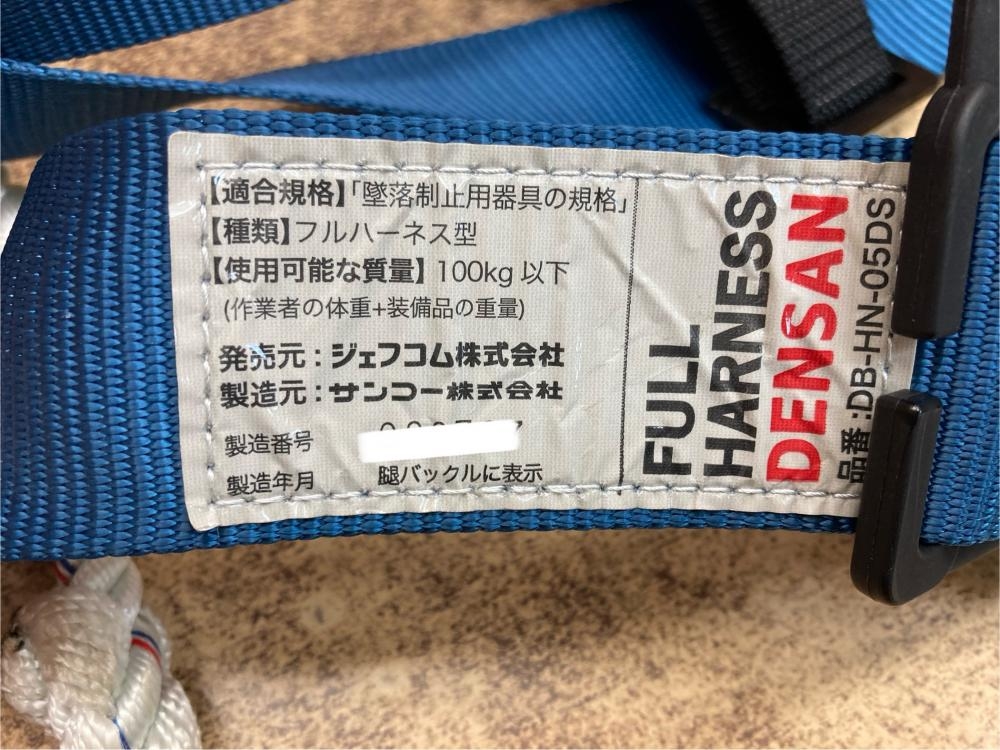 【適合規格】「墜落制止用器具の規格」
【種類】フルハーネス型
【使用可能な質量】100kg 以下
(作業者の体重+装備品の重量)
発売元：ジェフコム株式会社
製造元：サンコー株式会社
製造番号
製造年月 腿バックルに表示
FULL
HARNESS
DENSAN
品番:DB-HN-05DS